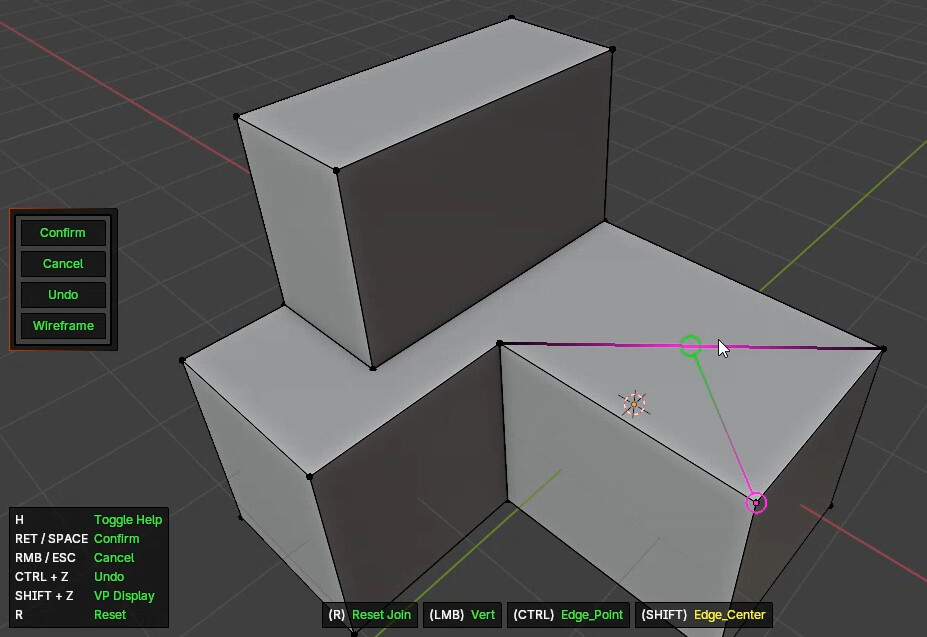 Confirm
Cancel
Undo
Wireframe
H Toggle Help
RET / SPACE Confirm
RMB / ESC Cancel
CTRL + Z Undo
SHIFT + Z VP Display
R Reset
(R) Reset Join (LMB) Vert (CTRL) Edge_Point (SHIFT) Edge_Center